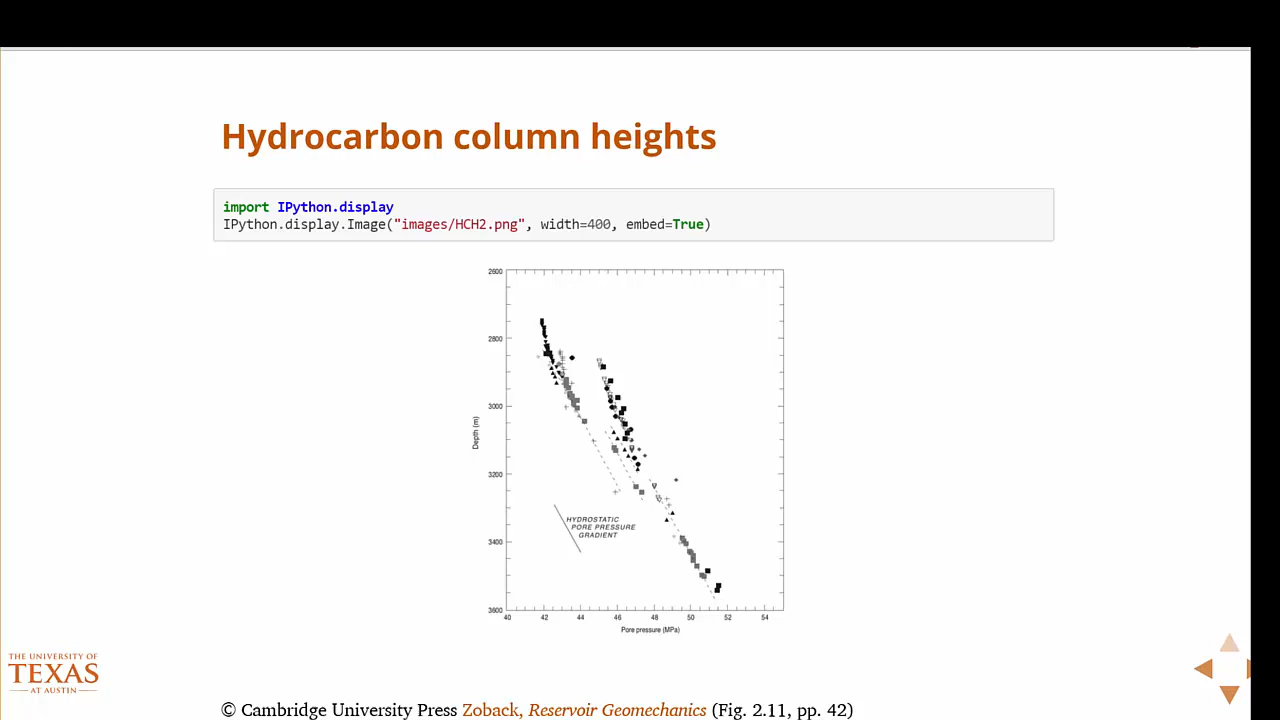 Hydrocarbon column heights
import IPython.display
IPython.display.Image("images/HCH2.png", width=400, embed=True)
2600
2800
3000
3200
3400
3600
Depth (m)
HYDROSTATIC
PORE PRESSURE
GRADIENT
40 42 44 46 48 50 52 54
Pore pressure (MPa)
THE UNIVERSITY OF
TEXAS
AT AUSTIN
© Cambridge University Press Zoback, Reservoir Geomechanics (Fig. 2.11, pp. 42)